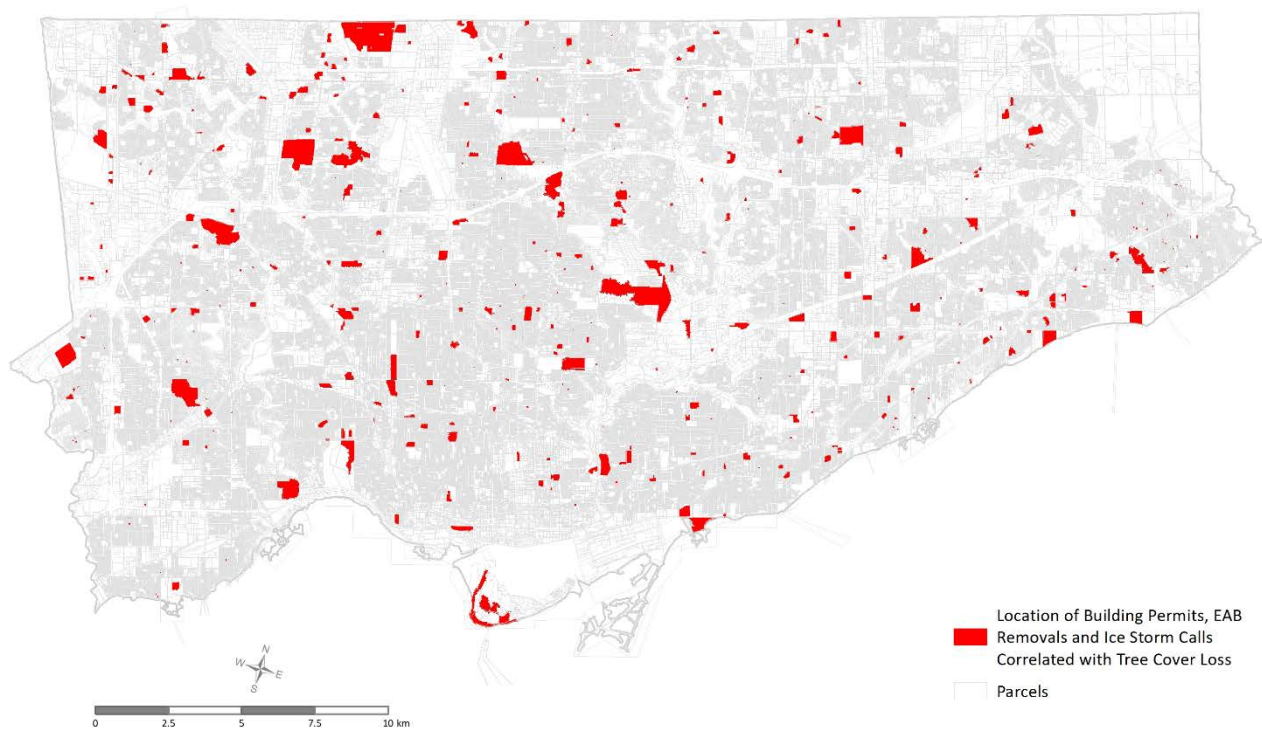 Location of Building Permits, EAB
Removals and Ice Storm Calls
Correlated with Tree Cover Loss
Parcels
N
W
E
S
0 2.5 5 7.5 10 km